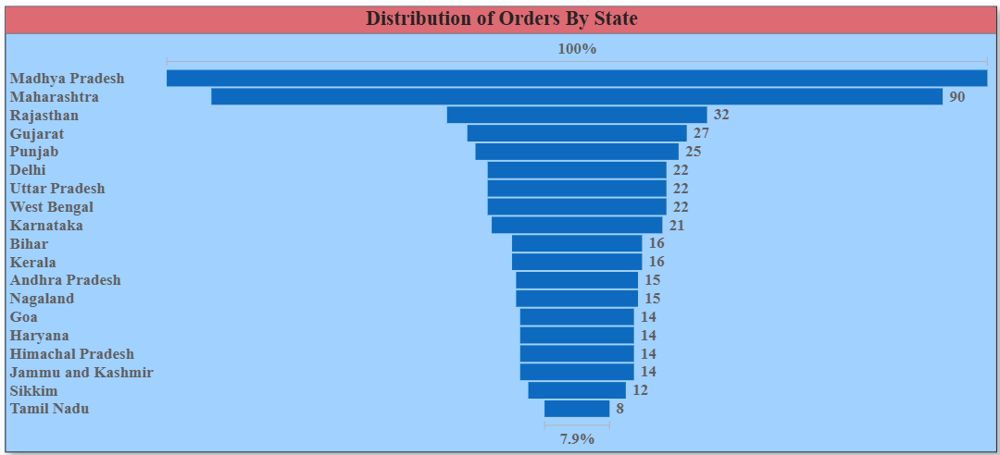 Distribution of Orders By State
100%
Madhya Pradesh
Maharashtra 90
Rajasthan 32
Gujarat 27
Punjab 25
Delhi 22
Uttar Pradesh 22
West Bengal 22
Karnataka 21
Bihar 16
Kerala 16
Andhra Pradesh 15
Nagaland 15
Goa 14
Haryana 14
Himachal Pradesh 14
Jammu and Kashmir 14
Sikkim 12
Tamil Nadu 8
7.9%